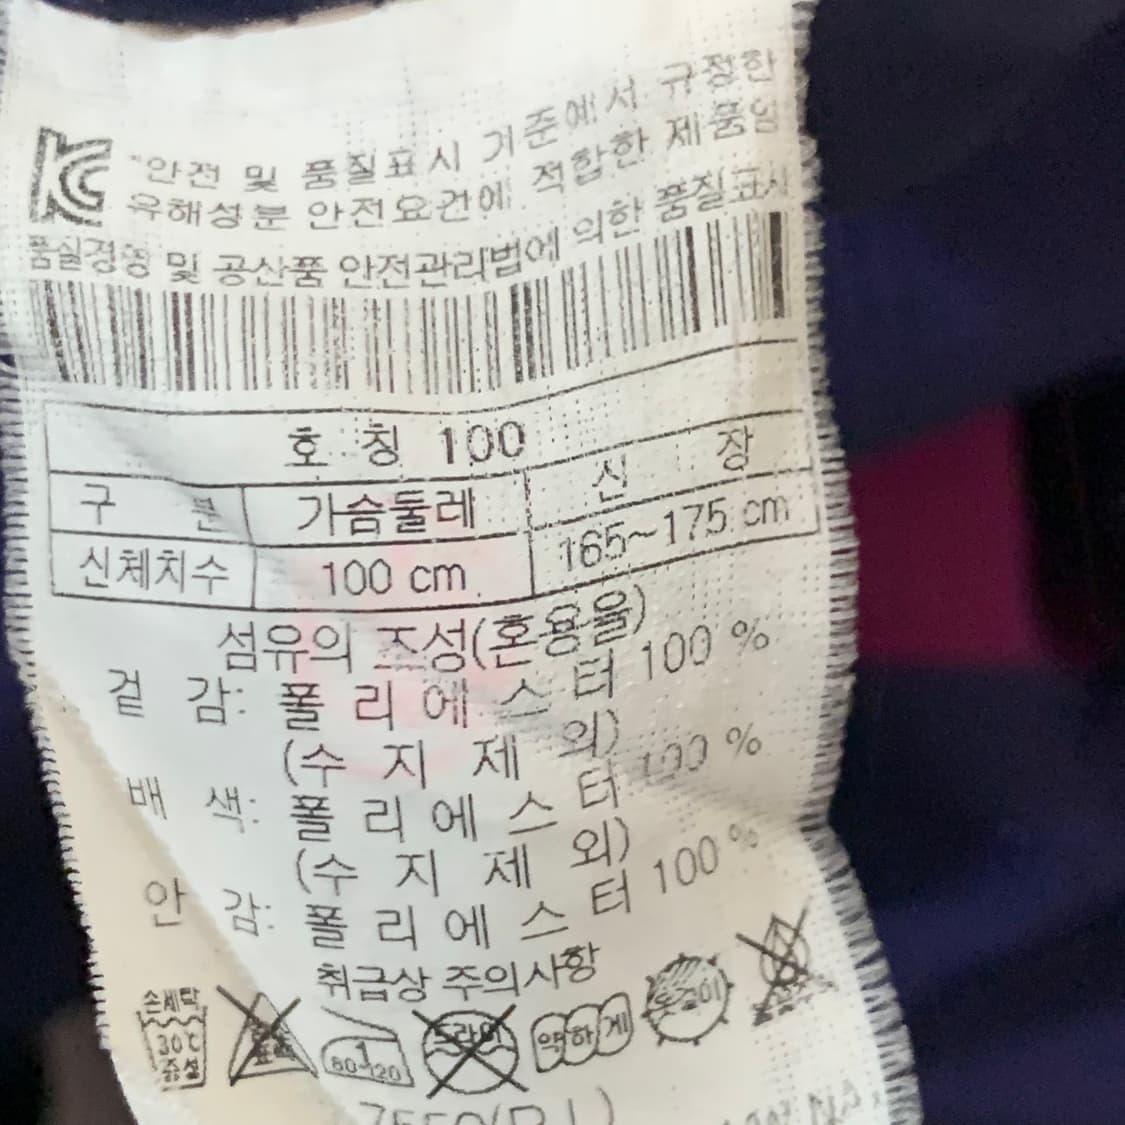 KC
"안전 및 품질표시 기준에서 규정한
유해성분 안전요건에 적합한 제품임
품질경영 및 공산품 안전관리법에 의한 품질표시
호 칭 100
구 분 가슴둘레 신 장
신체치수 100 cm 165~175 cm
섬유의 조성(혼용율)
겉 감: 폴리에스터 100 %
(수 지 제 외)
배 색: 폴리에스터 100 %
(수 지 제 외)
안 감: 폴리에스터 100 %
취급상 주의사항
손세탁 30℃ 중성
1 80-120
드라이
약하게
옷걸이